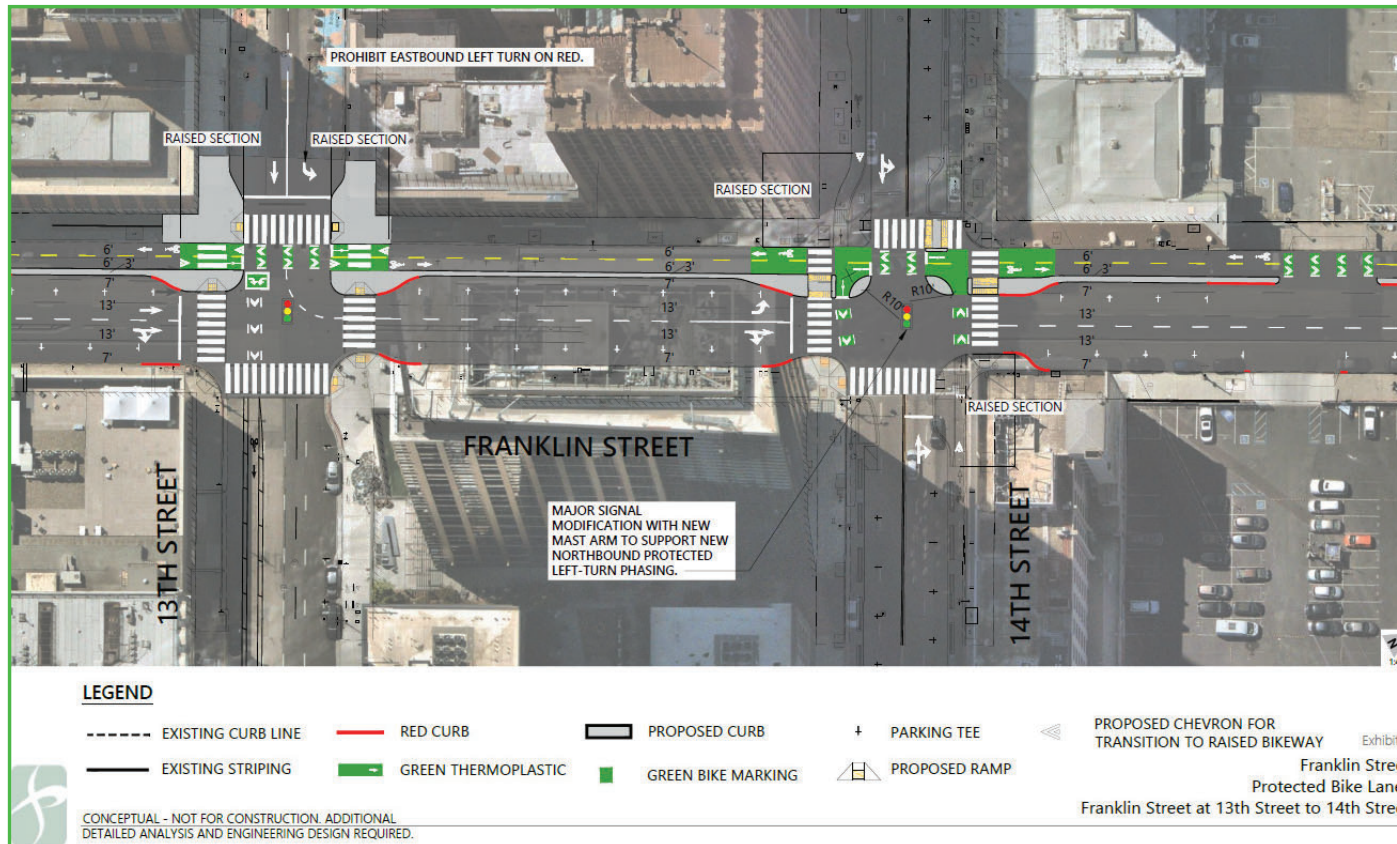 PROHIBIT EASTBOUND LEFT TURN ON RED.
RAISED SECTION
RAISED SECTION
RAISED SECTION
6'
6'
3'
7'
13'
13'
7'
6'
6'
3'
7'
13'
13'
7'
R10'
R10'
6'
6'
3'
7'
13'
13'
7'
RAISED SECTION
FRANKLIN STREET
13TH STREET
14TH STREET
MAJOR SIGNAL
MODIFICATION WITH NEW
MAST ARM TO SUPPORT NEW
NORTHBOUND PROTECTED
LEFT-TURN PHASING.
LEGEND
EXISTING CURB LINE
RED CURB
PROPOSED CURB
PARKING TEE
PROPOSED CHEVRON FOR
TRANSITION TO RAISED BIKEWAY
EXISTING STRIPING
GREEN THERMOPLASTIC
GREEN BIKE MARKING
PROPOSED RAMP
Exhibit
Franklin Stree
Protected Bike Lane
Franklin Street at 13th Street to 14th Stree
CONCEPTUAL - NOT FOR CONSTRUCTION. ADDITIONAL
DETAILED ANALYSIS AND ENGINEERING DESIGN REQUIRED.